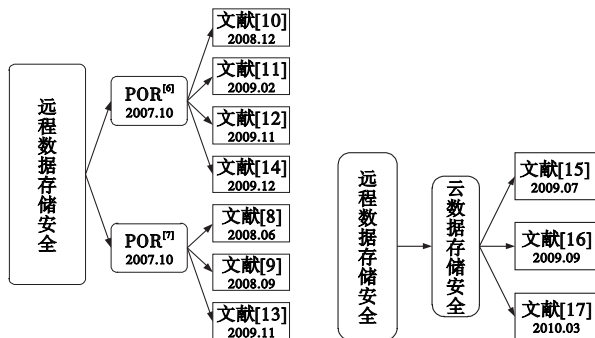 远程数据存储安全
POR[6]
2007.10
文献[10]
2008.12
文献[11]
2009.02
文献[12]
2009.11
文献[14]
2009.12
POR[7]
2007.10
文献[8]
2008.06
文献[9]
2008.09
文献[13]
2009.11
远程数据存储安全
云数据存储安全
文献[15]
2009.07
文献[16]
2009.09
文献[17]
2010.03